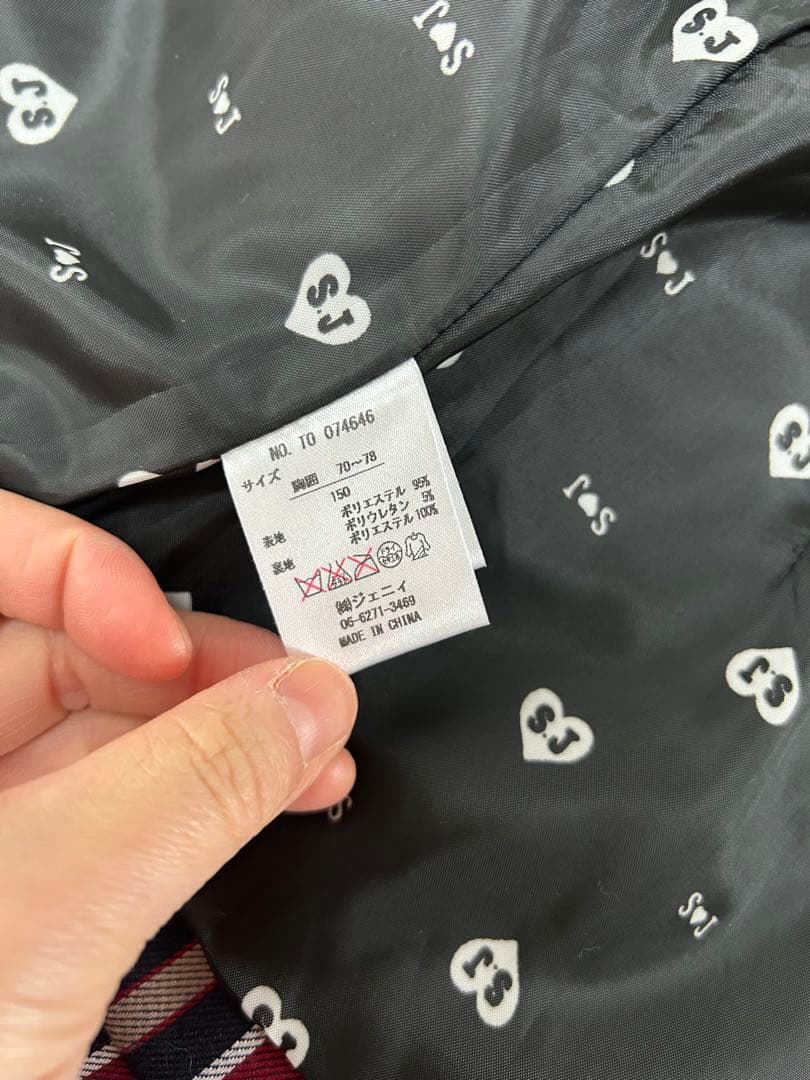 NO. TO 074646
サイズ 胸囲 70～78
150
表地 ポリエステル 95%
ポリウレタン 5%
裏地 ポリエステル 100%
㈱ジェニィ
06-6271-3469
MADE IN CHINA
S.J
S.J
S.J
S.J
S.J
S.J
S.J
S♥J
S♥J
S♥J
S♥J
S♥J
S♥J